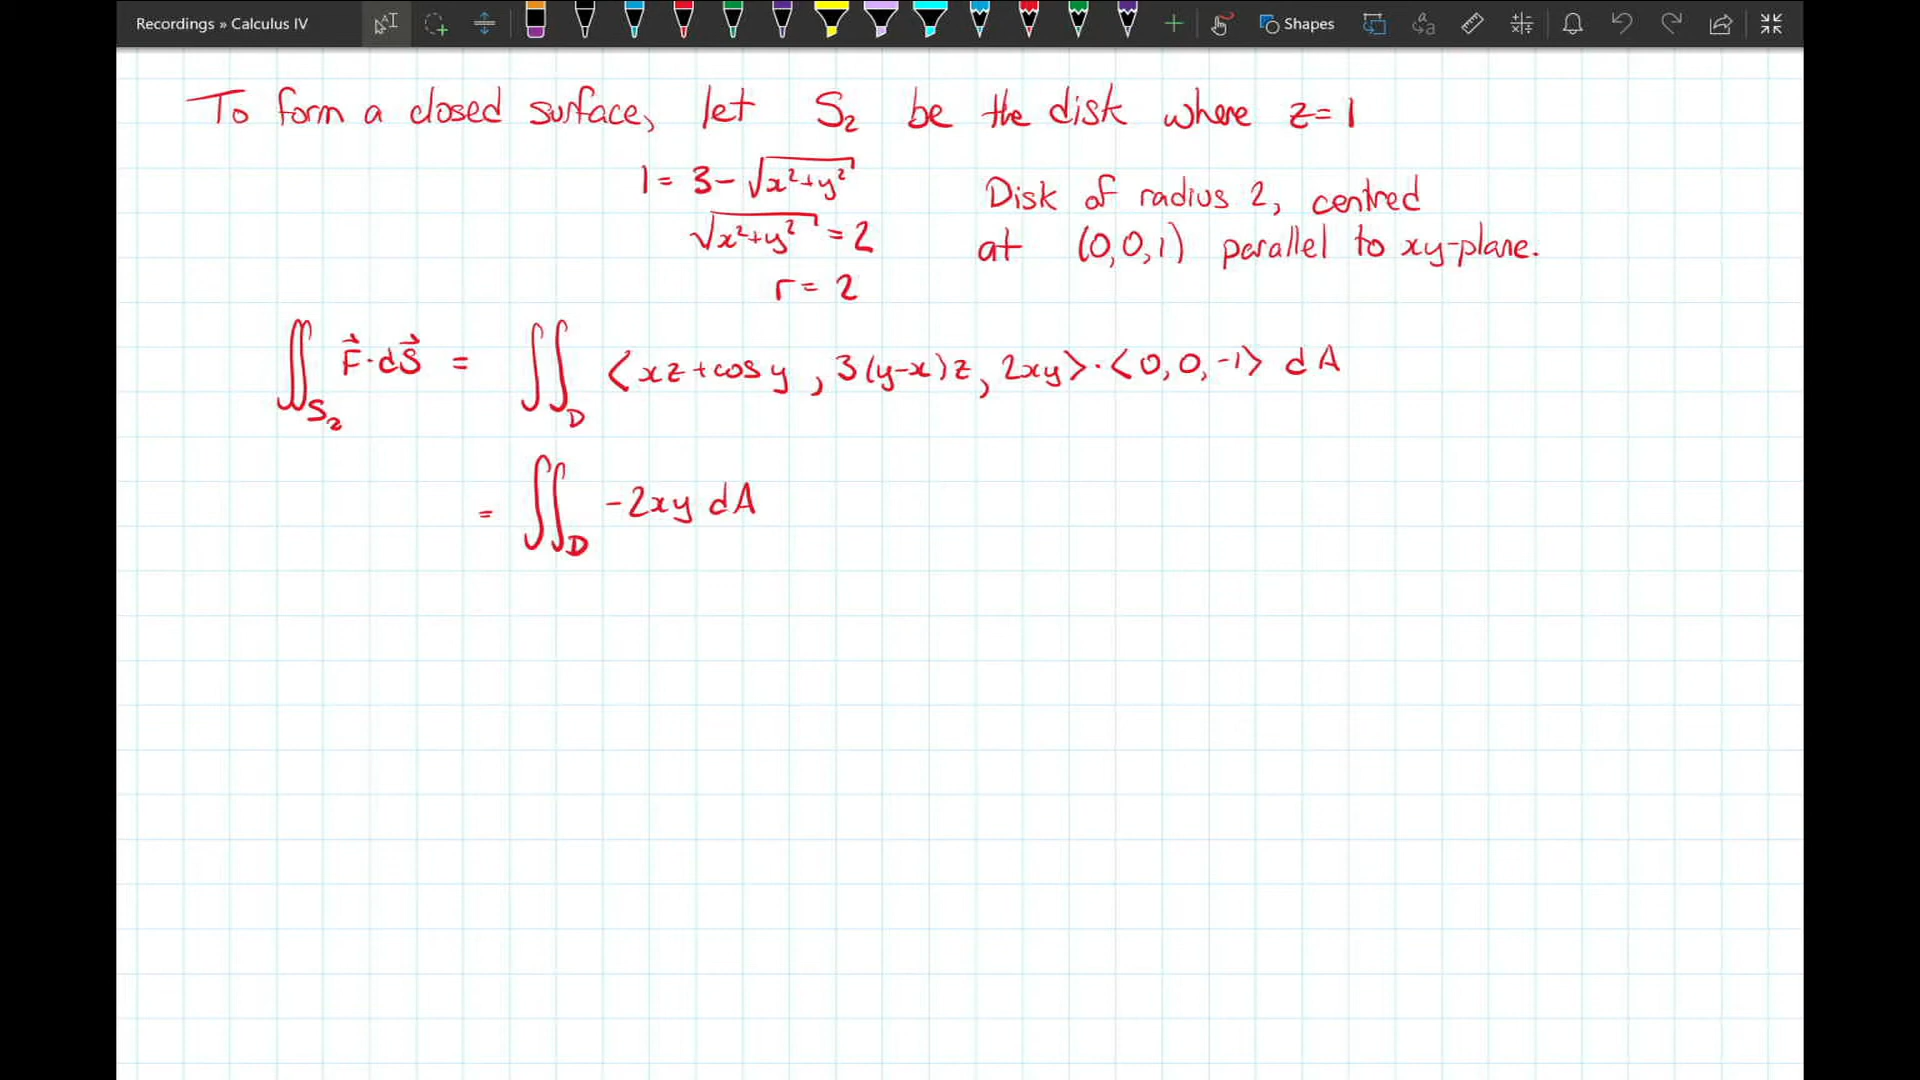 Recordings » Calculus IV
Shapes
To form a closed surface, let S₂ be the disk where z=1
1 = 3 - √(x²+y²)
√(x²+y²) = 2
r = 2
Disk of radius 2, centred
at (0,0,1) parallel to xy-plane.
∬_S₂ F⃗·dS⃗ = ∬_D ⟨xz+cos y, 3(y-x)z, 2xy⟩·⟨0,0,-1⟩ dA
= ∬_D -2xy dA